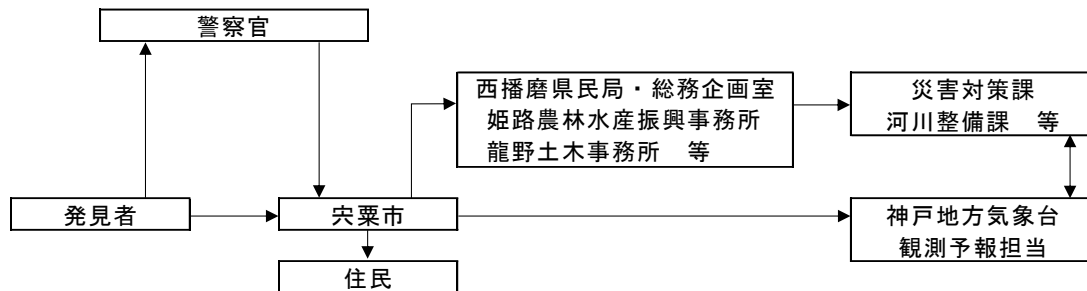 警察官
西播磨県民局・総務企画室
姫路農林水産振興事務所
龍野土木事務所　等
災害対策課
河川整備課　等
発見者
宍粟市
神戸地方気象台
観測予報担当
住民